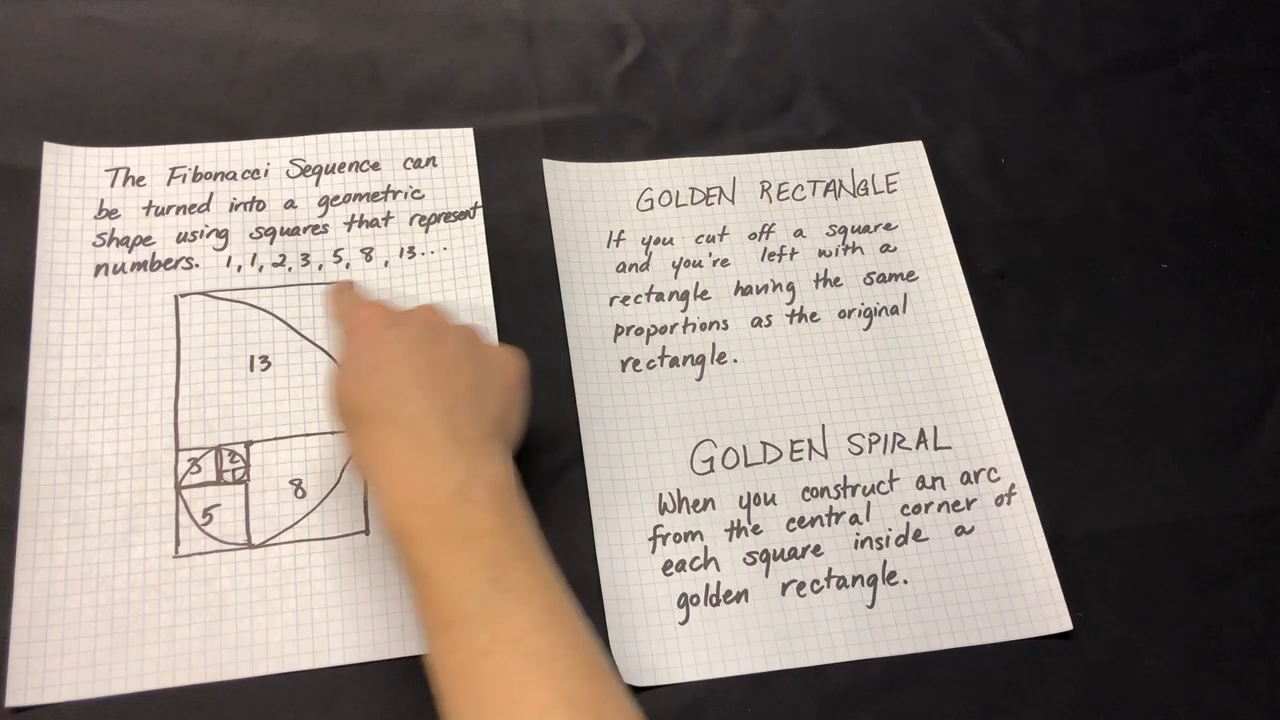 The Fibonacci Sequence can
be turned into a geometric
shape using squares that represent
numbers. 1, 1, 2, 3, 5, 8, 13...
13
3
2
8
5
GOLDEN RECTANGLE
If you cut off a square
and you're left with a
rectangle having the same
proportions as the original
rectangle.
GOLDEN SPIRAL
When you construct an arc
from the central corner of
each square inside a
golden rectangle.